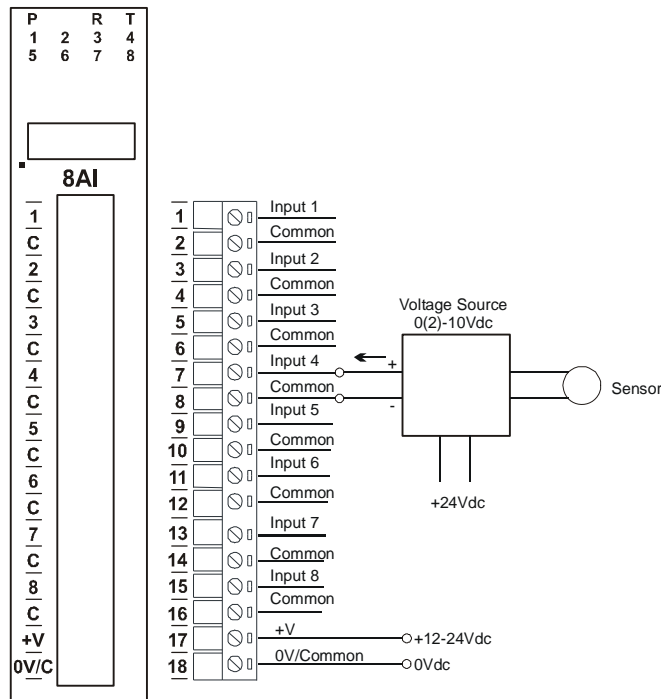 P R T
1 2 3 4
5 6 7 8
8AI
1
C
2
C
3
C
4
C
5
C
6
C
7
C
8
C
+V
0V/C
1 Input 1
2 Common
3 Input 2
4 Common
5 Input 3
6 Common
7 Input 4
8 Common
9 Input 5
10 Common
11 Input 6
12 Common
13 Input 7
14 Common
15 Input 8
16 Common
17 +V +12-24Vdc
18 0V/Common 0Vdc
Voltage Source
0(2)-10Vdc
+
-
Sensor
+24Vdc